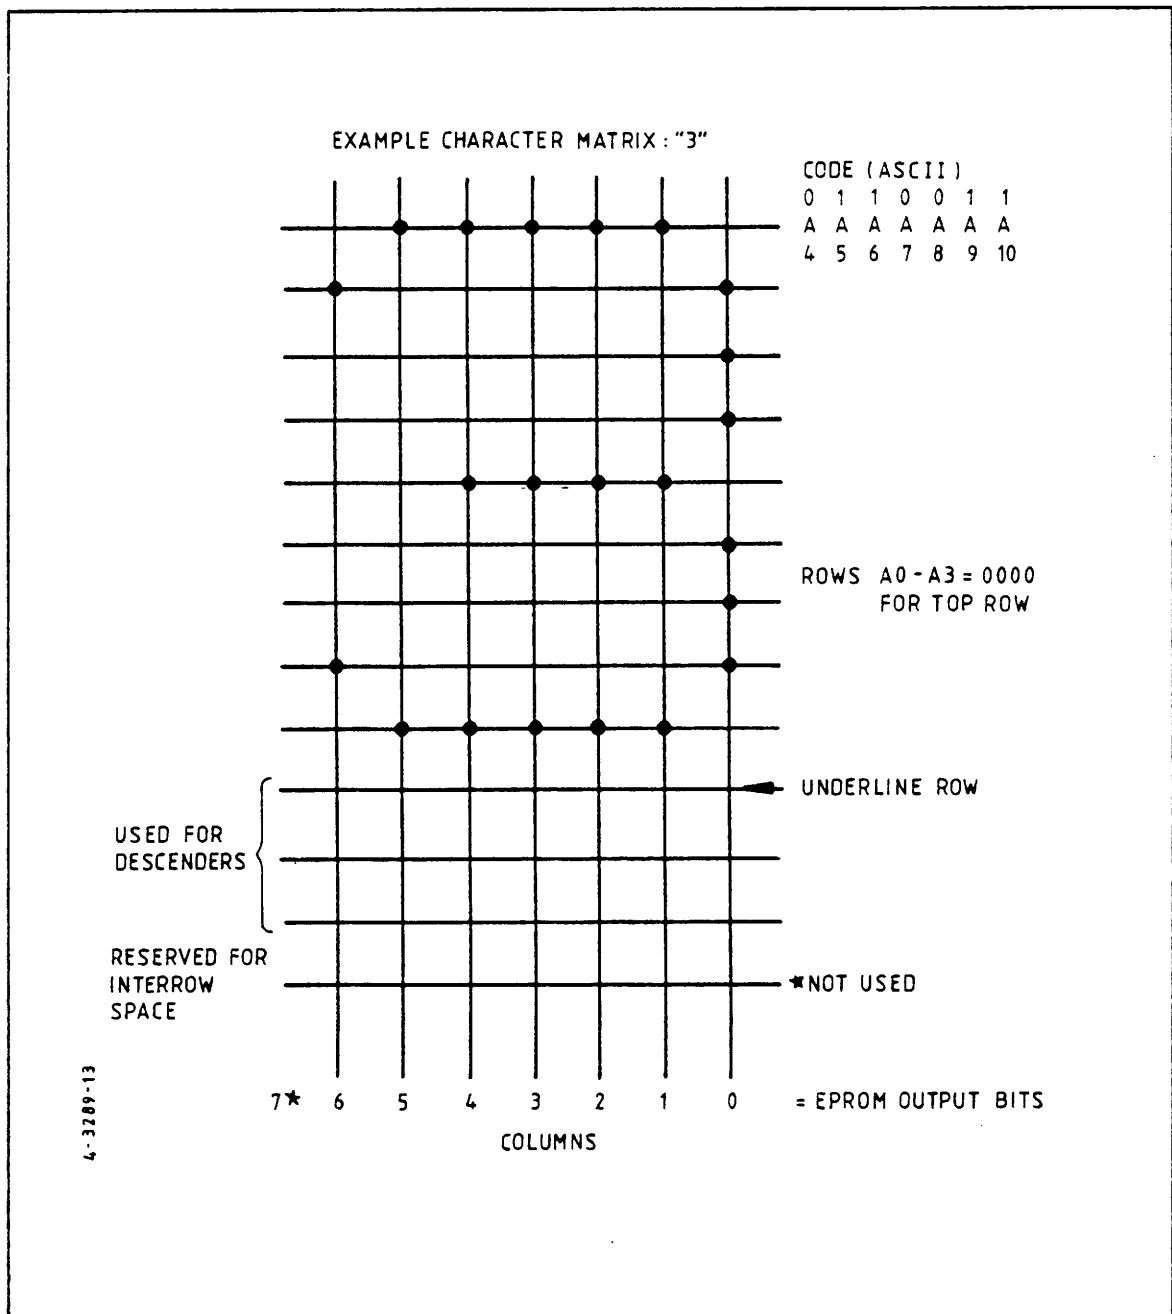 EXAMPLE CHARACTER MATRIX : "3"
CODE (ASCII)
0 1 1 0 0 1 1
A A A A A A A
4 5 6 7 8 9 10
ROWS A0-A3 = 0000
FOR TOP ROW
UNDERLINE ROW
USED FOR
DESCENDERS
RESERVED FOR
INTERROW
SPACE
★NOT USED
7★ 6 5 4 3 2 1 0 = EPROM OUTPUT BITS
COLUMNS
4-3289-13